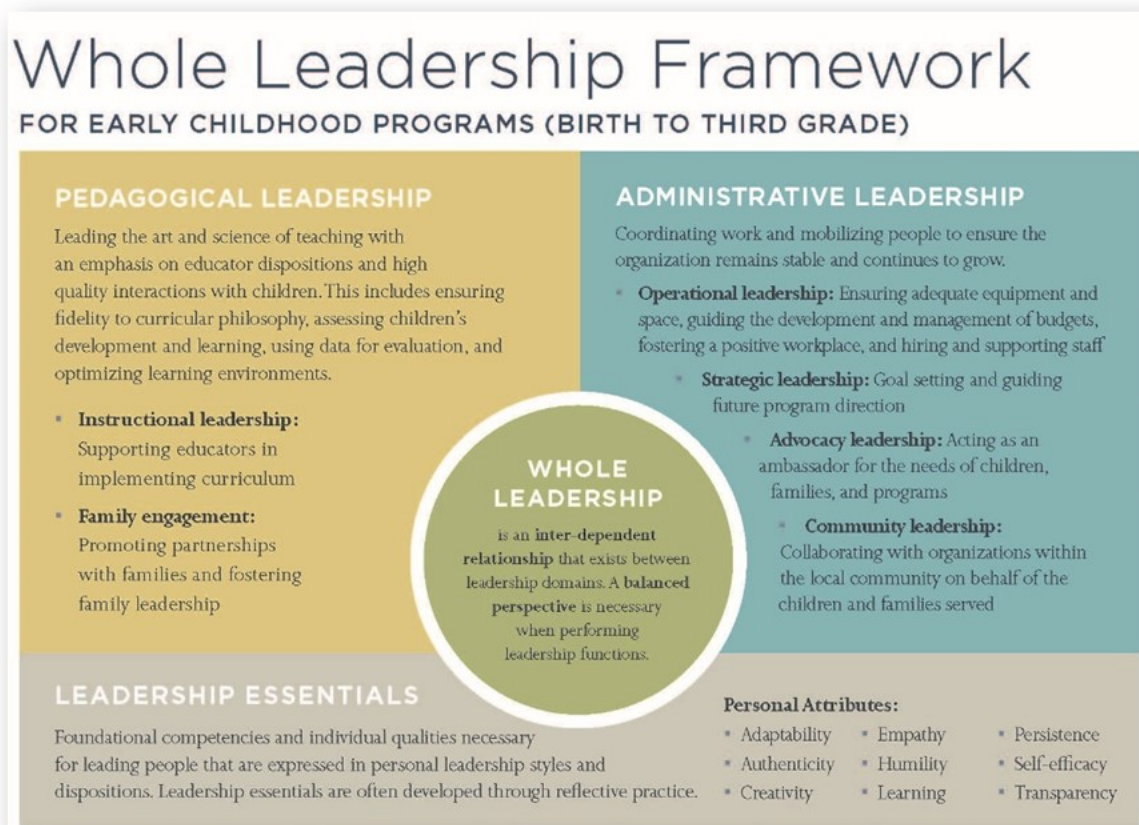 Whole Leadership Framework
FOR EARLY CHILDHOOD PROGRAMS (BIRTH TO THIRD GRADE)
PEDAGOGICAL LEADERSHIP
Leading the art and science of teaching with
an emphasis on educator dispositions and high
quality interactions with children. This includes ensuring
fidelity to curricular philosophy, assessing children's
development and learning, using data for evaluation, and
optimizing learning environments.
• Instructional leadership:
Supporting educators in
implementing curriculum
• Family engagement:
Promoting partnerships
with families and fostering
family leadership
ADMINISTRATIVE LEADERSHIP
Coordinating work and mobilizing people to ensure the
organization remains stable and continues to grow.
• Operational leadership: Ensuring adequate equipment and
space, guiding the development and management of budgets,
fostering a positive workplace, and hiring and supporting staff
• Strategic leadership: Goal setting and guiding
future program direction
• Advocacy leadership: Acting as an
ambassador for the needs of children,
families, and programs
• Community leadership:
Collaborating with organizations within
the local community on behalf of the
children and families served
WHOLE
LEADERSHIP
is an inter-dependent
relationship that exists between
leadership domains. A balanced
perspective is necessary
when performing
leadership functions.
LEADERSHIP ESSENTIALS
Foundational competencies and individual qualities necessary
for leading people that are expressed in personal leadership styles and
dispositions. Leadership essentials are often developed through reflective practice.
Personal Attributes:
• Adaptability • Empathy • Persistence
• Authenticity • Humility • Self-efficacy
• Creativity • Learning • Transparency